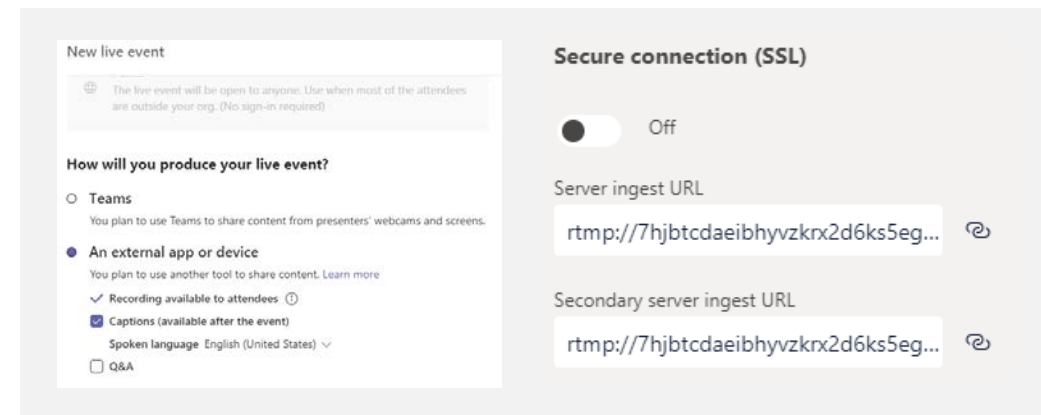 New live event
The live event will be open to anyone. Use when most of the attendees
are outside your org. (No sign-in required)
How will you produce your live event?
Teams
You plan to use Teams to share content from presenters' webcams and screens.
An external app or device
You plan to use another tool to share content. Learn more
Recording available to attendees
Captions (available after the event)
Spoken language English (United States)
Q&A
Secure connection (SSL)
Off
Server ingest URL
rtmp://7hjbtcdaeibhyvzkrx2d6ks5eg...
Secondary server ingest URL
rtmp://7hjbtcdaeibhyvzkrx2d6ks5eg...